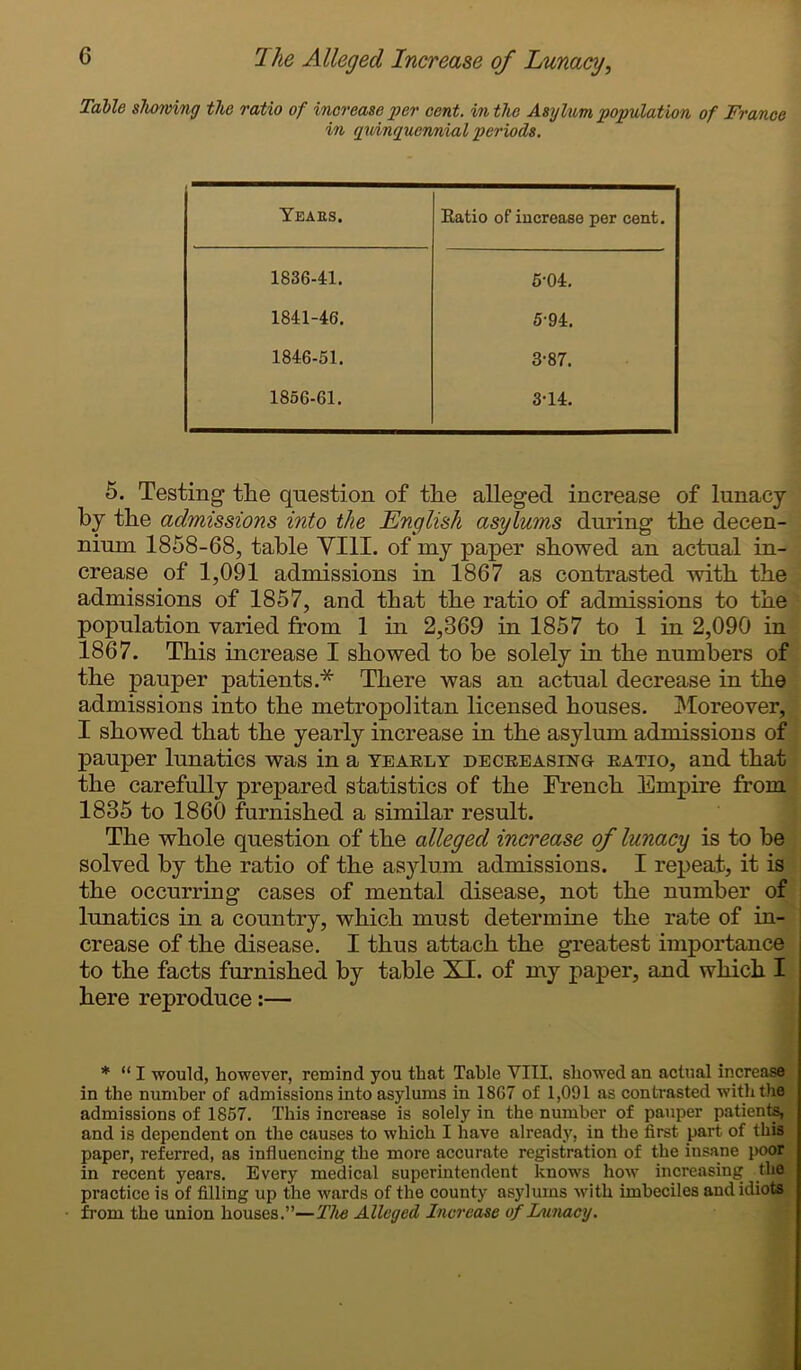 6 The Alleged Increase of Lunacy,
Table showing the ratio of increase per cent. in the Asylum population of France
in quinquennial periods.
YEARS. Ratio of increase per cent.
1836-41. 5·04.
1841-46. 5·94.
1846-51. 3·87.
1856-61. 3·14.
5. Testing the question of the alleged increase of lunacy
by the admissions into the English asylums during the decen-
nium 1858-68, table VIII. of my paper showed an actual in-
crease of 1,091 admissions in 1867 as contrasted with the
admissions of 1857, and that the ratio of admissions to the
population varied from 1 in 2,369 in 1857 to 1 in 2,090 in
1867. This increase I showed to be solely in the numbers of
the pauper patients.* There was an actual decrease in the
admissions into the metropolitan licensed houses. Moreover,
I showed that the yearly increase in the asylum admissions of
pauper lunatics was in a YEARLY DECREASING RATIO, and that
the carefully prepared statistics of the French Empire from
1835 to 1860 furnished a similar result.
The whole question of the alleged increase of lunacy is to be
solved by the ratio of the asylum admissions. I repeat, it is
the occurring cases of mental disease, not the number of
lunatics in a country, which must determine the rate of in-
crease of the disease. I thus attach the greatest importance
to the facts furnished by table XI. of my paper, and which I
here reproduce:—
* “ I would, however, remind you that Table VIII. showed an actual increase
in the number of admissions into asylums in 1867 of 1,091 as contrasted with the
admissions of 1857. This increase is solely in the number of pauper patients,
and is dependent on the causes to which I have already, in the first part of this
paper, referred, as influencing the more accurate registration of the insane poor
in recent years. Every medical superintendent knows how increasing the
practice is of filling up the wards of the county asylums with imbeciles and idiots
from the union houses.”—The Alleged Increase of Lunacy.